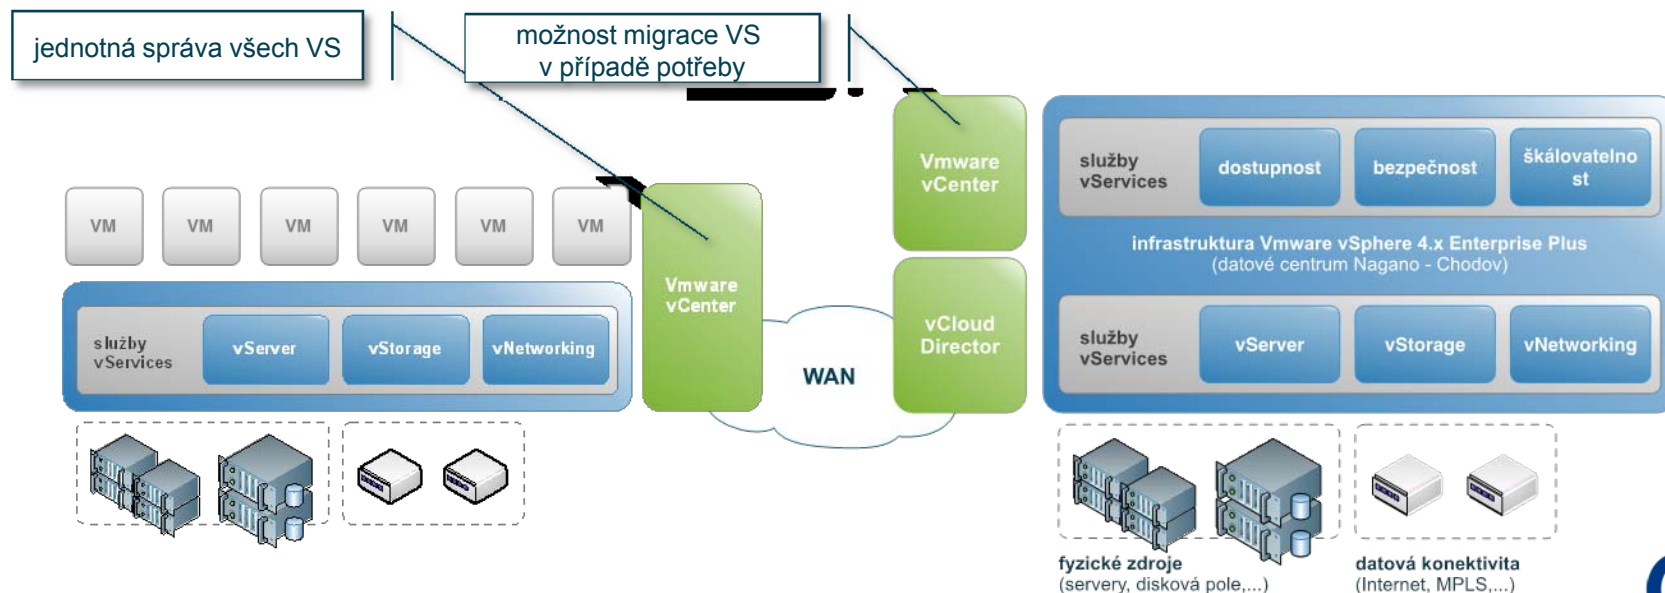 jednotná správa všech VS
možnost migrace VS
v případě potřeby
VM
VM
VM
VM
VM
VM
služby
vServices
vServer
vStorage
vNetworking
Vmware
vCenter
WAN
Vmware
vCenter
vCloud
Director
služby
vServices
dostupnost
bezpečnost
škálovatelno
st
infrastruktura Vmware vSphere 4.x Enterprise Plus
(datové centrum Nagano - Chodov)
služby
vServices
vServer
vStorage
vNetworking
fyzické zdroje
(servery, disková pole,...)
datová konektivita
(Internet, MPLS,...)